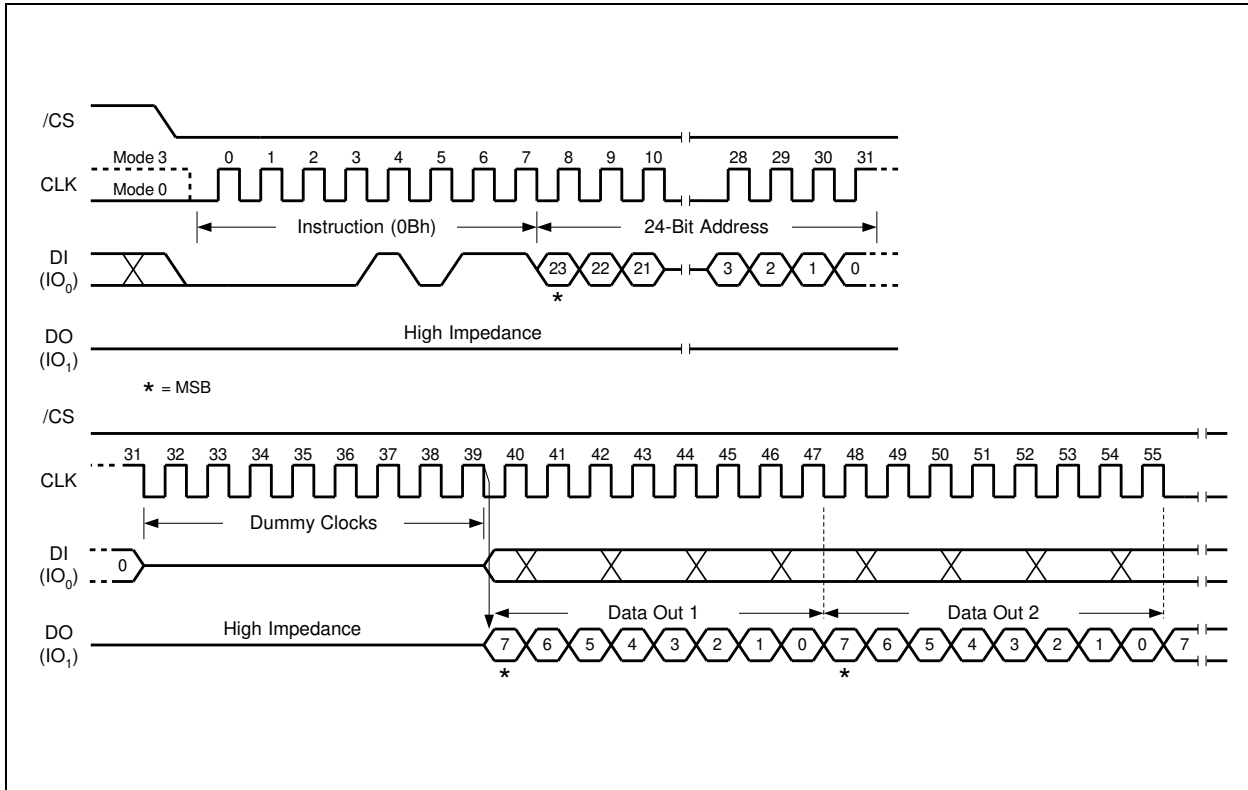 /CS
Mode 3 0 1 2 3 4 5 6 7 8 9 10 28 29 30 31
CLK
Mode 0
Instruction (0Bh) 24-Bit Address
DI
(IO0)
23 22 21 3 2 1 0
*
High Impedance
DO
(IO1)
* = MSB
/CS
31 32 33 34 35 36 37 38 39 40 41 42 43 44 45 46 47 48 49 50 51 52 53 54 55
CLK
Dummy Clocks
DI
(IO0)
0
Data Out 1 Data Out 2
High Impedance
DO
(IO1)
7 6 5 4 3 2 1 0 7 6 5 4 3 2 1 0 7
* *